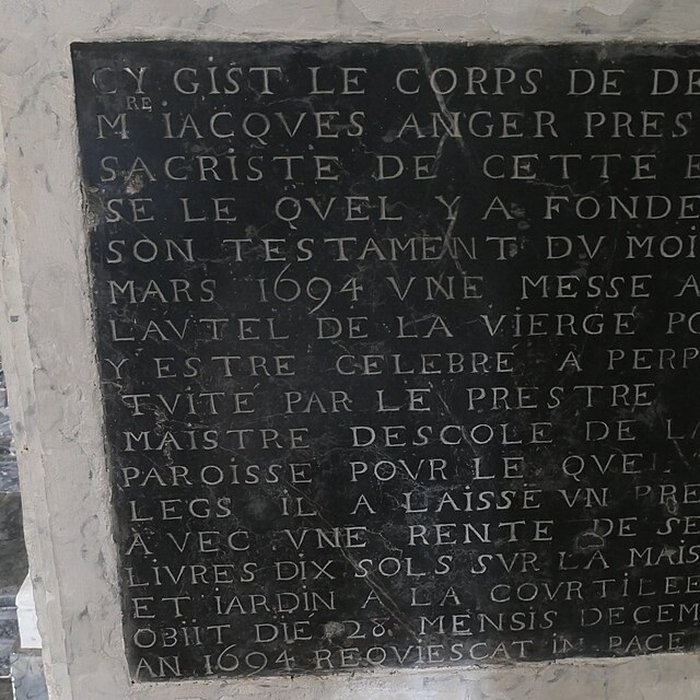 CY GIST LE CORPS DE DE
MRE IACQVES ANGER PRES
SACRISTE DE CETTE E
SE LE QVEL Y A FONDE
SON TESTAMENT DV MOI
MARS 1694 VNE MESSE A
LAVTEL DE LA VIERGE PO
Y ESTRE CELEBRE A PERP
TVITE PAR LE PRESTRE
MAISTRE DESCOLE DE LA
PAROISSE POVR LE QVEL
LEGS IL A LAISSE VN PRE
AVEC VNE RENTE DE SE
LIVRES DIX SOLS SVR LA MAIS
ET IARDIN A LA COVRTILE
OBIIT DIE 28 MENSIS DECEM
AN 1694 REQVIESCAT IN PACE